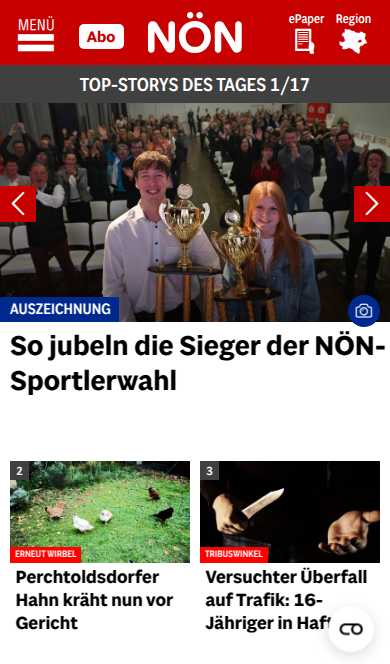 MENÜ
Abo
NÖN
ePaper
Region
TOP-STORYS DES TAGES 1/17
AUSZEICHNUNG
So jubeln die Sieger der NÖN-
Sportlerwahl
2
ERNEUT WIRBEL
Perchtoldsdorfer
Hahn kräht nun vor
Gericht
3
TRIBUSWINKEL
Versuchter Überfall
auf Trafik: 16-
Jähriger in Haft